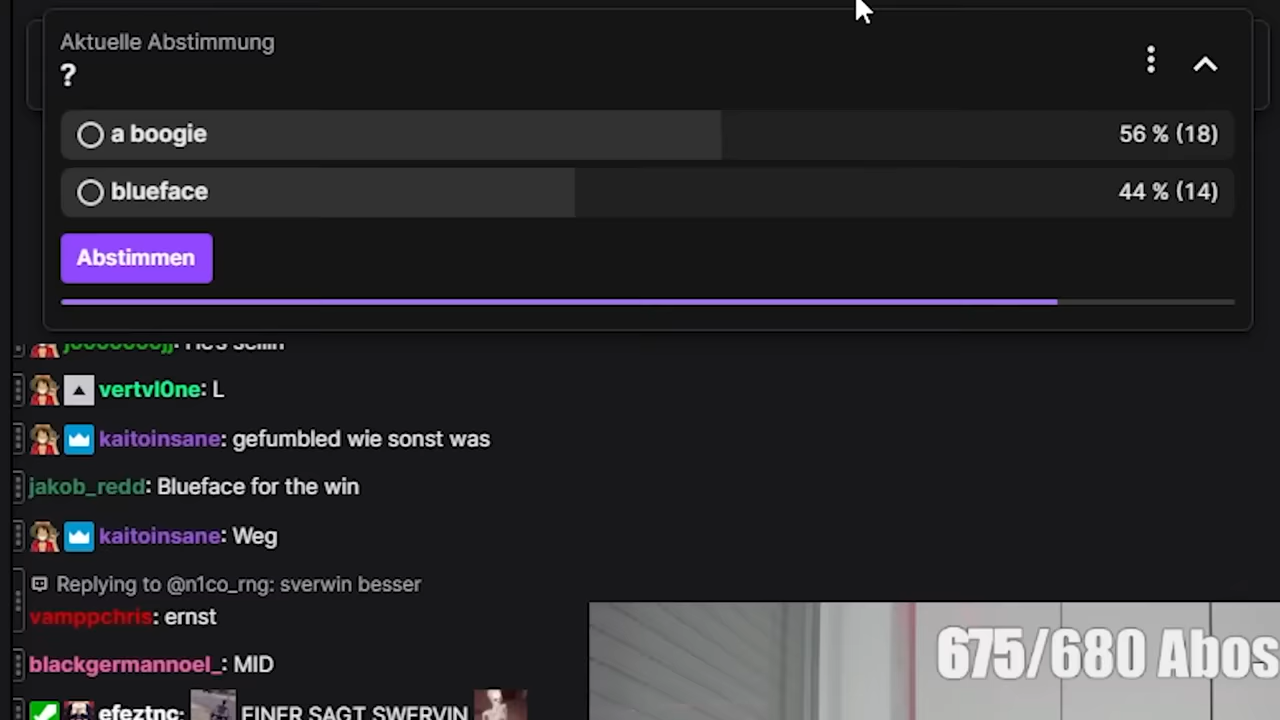 Aktuelle Abstimmung
?
a boogie 56 % (18)
blueface 44 % (14)
Abstimmen
vertvl0ne: L
kaitoinsane: gefumbled wie sonst was
jakob_redd: Blueface for the win
kaitoinsane: Weg
Replying to @n1co_rng: sverwin besser
vamppchris: ernst
675/680 Abos
blackgermannoel_: MID
efeztnc: EINER SAGT SWERVIN